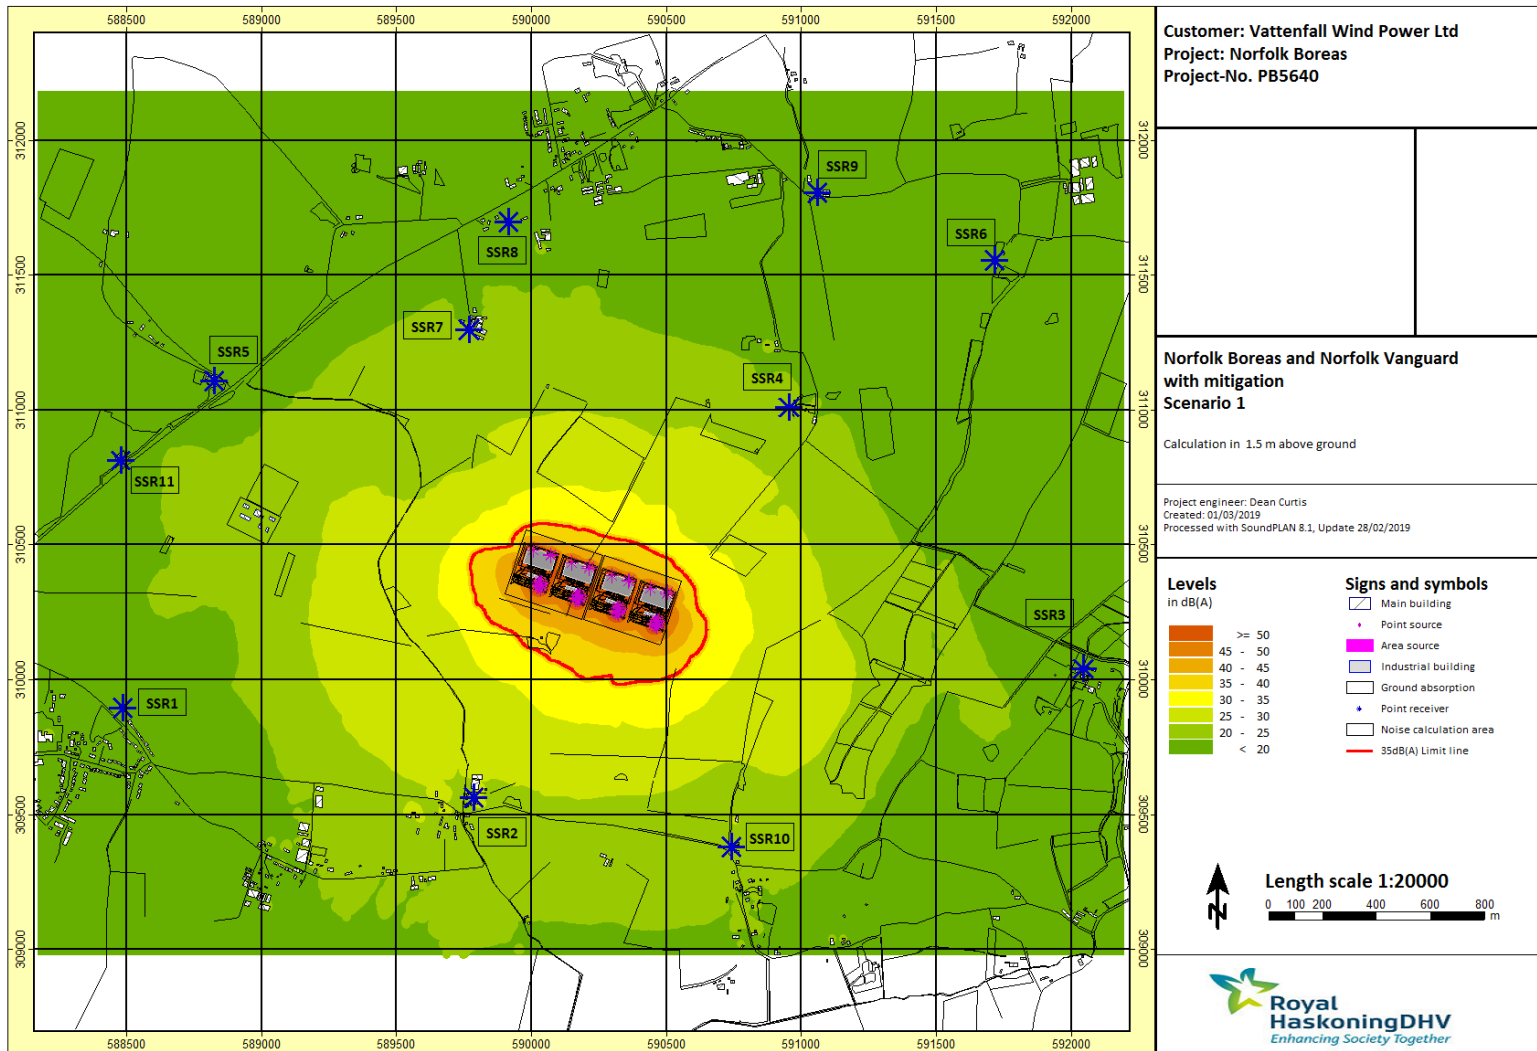 588500 589000 589500 590000 590500 591000 591500 592000
Customer: Vattenfall Wind Power Ltd
Project: Norfolk Boreas
Project-No. PB5640
312000
312000
SSR9
SSR6
SSR8
311500
311500
SSR7
SSR5
SSR4
311000
311000
SSR11
310500
310500
SSR3
310000
310000
SSR1
309500
309500
SSR2
SSR10
309000
309000
588500 589000 589500 590000 590500 591000 591500 592000
Norfolk Boreas and Norfolk Vanguard
with mitigation
Scenario 1
Calculation in 1.5 m above ground
Project engineer: Dean Curtis
Created: 01/03/2019
Processed with SoundPLAN 8.1, Update 28/02/2019
Levels
in dB(A)
>= 50
45 - 50
40 - 45
35 - 40
30 - 35
25 - 30
20 - 25
< 20
Signs and symbols
Main building
Point source
Area source
Industrial building
Ground absorption
Point receiver
Noise calculation area
35dB(A) Limit line
N
Length scale 1:20000
0 100 200 400 600 800
m
Royal
HaskoningDHV
Enhancing Society Together